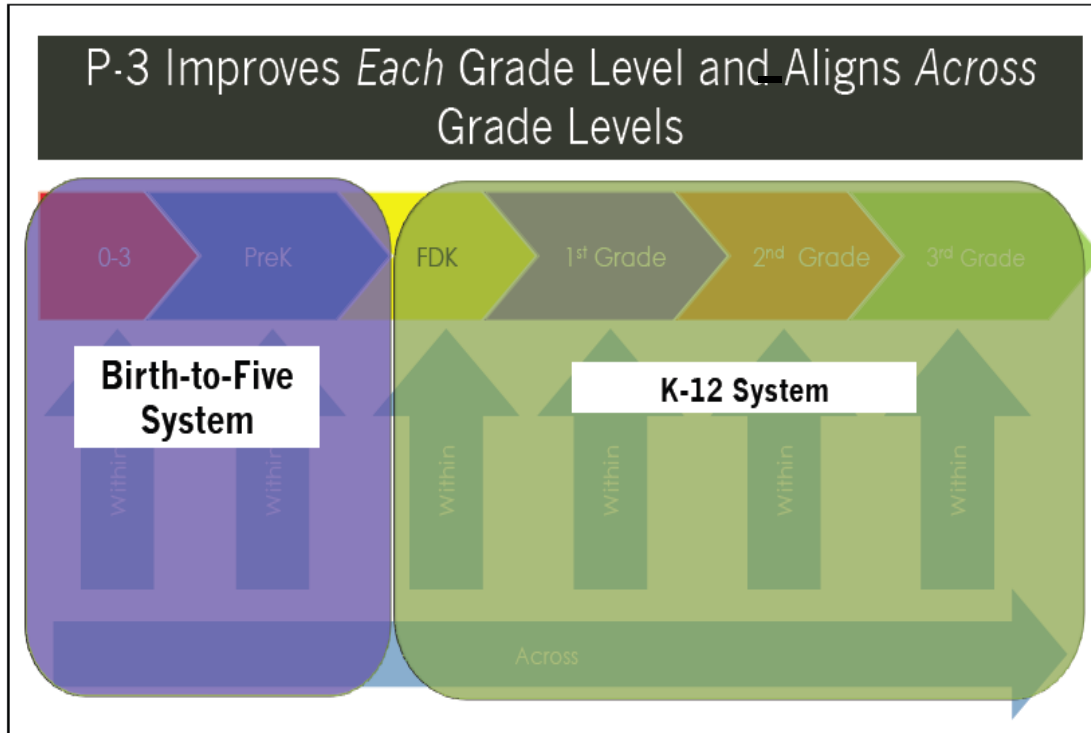 P-3 Improves Each Grade Level and Aligns Across
Grade Levels
0-3
PreK
FDK
1st Grade
2nd Grade
3rd Grade
Birth-to-Five
System
K-12 System
Within
Within
Within
Within
Within
Within
Across